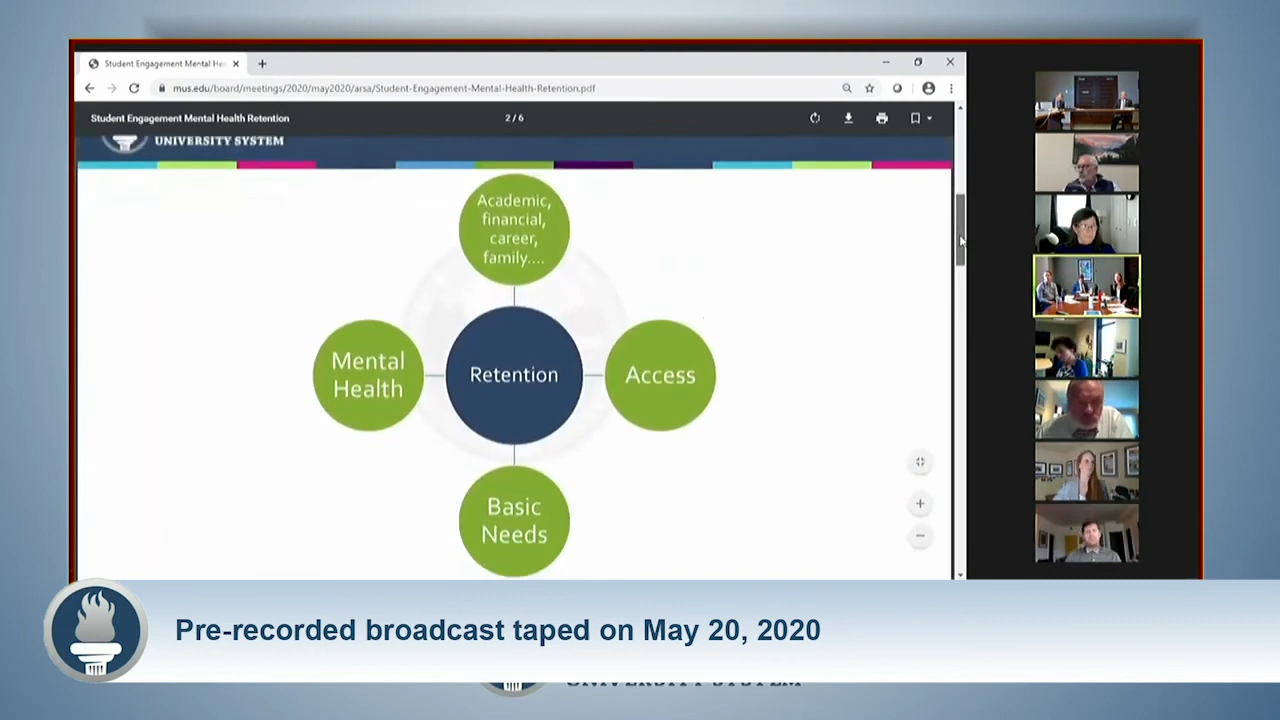 Student Engagement Mental He
mus.edu/board/meetings/2020/may2020/arsa/Student-Engagement-Mental-Health-Retention.pdf
Student Engagement Mental Health Retention
2/6
UNIVERSITY SYSTEM
Academic,
financial,
career,
family....
Mental
Health
Retention
Access
Basic
Needs
Pre-recorded broadcast taped on May 20, 2020
UNIVERSITY SYSTEM